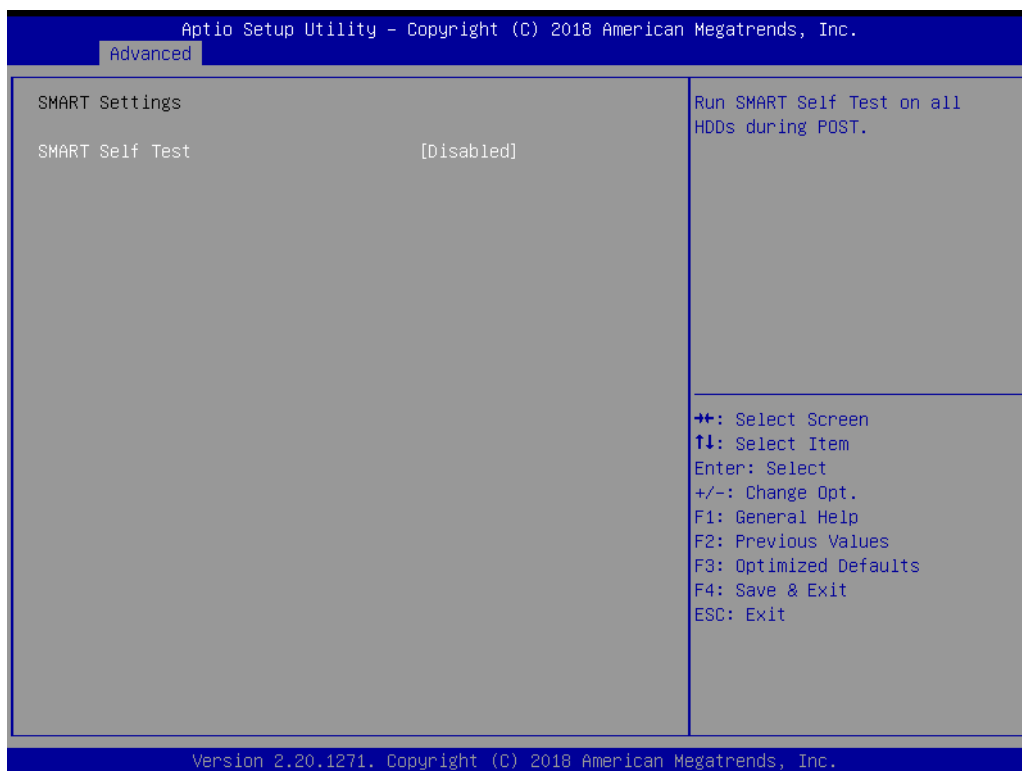 Aptio Setup Utility – Copyright (C) 2018 American Megatrends, Inc.
Advanced
SMART Settings
SMART Self Test [Disabled]
Run SMART Self Test on all
HDDs during POST.
→←: Select Screen
↑↓: Select Item
Enter: Select
+/-: Change Opt.
F1: General Help
F2: Previous Values
F3: Optimized Defaults
F4: Save & Exit
ESC: Exit
Version 2.20.1271. Copyright (C) 2018 American Megatrends, Inc.